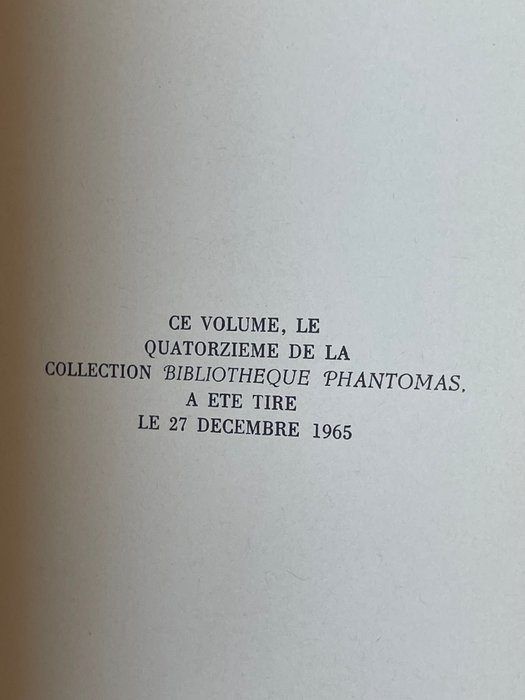 CE VOLUME, LE
QUATORZIEME DE LA
COLLECTION BIBLIOTHEQUE PHANTOMAS.
A ETE TIRE
LE 27 DECEMBRE 1965